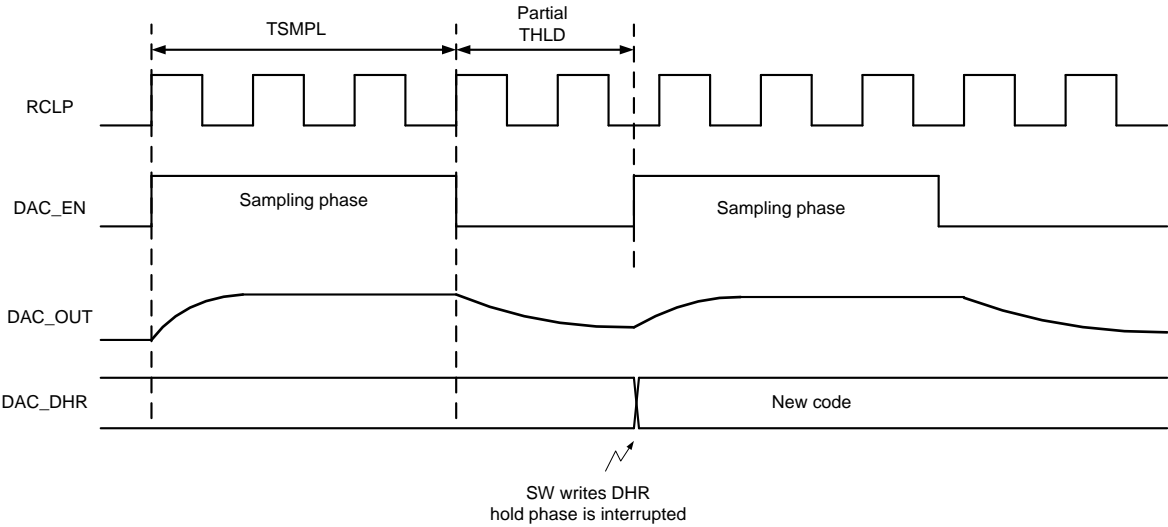 TSMPL
Partial
THLD
RCLP
DAC_EN
Sampling phase
Sampling phase
DAC_OUT
DAC_DHR
New code
SW writes DHR
hold phase is interrupted